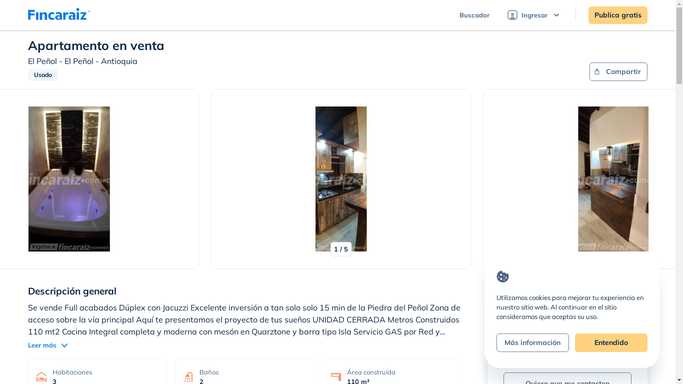 Fincaraiz
Buscador
Ingresar
Publica gratis
Apartamento en venta
El Peñol - El Peñol - Antioquia
Usado
Compartir
fincaraiz
fincaraiz
fincaraiz
1 / 5
Descripción general
Se vende Full acabados Dúplex con Jacuzzi Excelente inversión a tan solo solo 15 min de la Piedra del Peñol Zona de
acceso sobre la vía principal Aquí te presentamos el proyecto de tus sueños UNIDAD CERRADA Metros Construidos
110 mt2 Cocina Integral completa y moderna con mesón en Quarztone y barra tipo Isla Servicio GAS por Red y...
Leer más
Habitaciones
3
Baños
2
Área construida
110 m²
Utilizamos cookies para mejorar tu experiencia en
nuestro sitio web. Al continuar en el sitio
consideramos que aceptas su uso.
Más información
Entendido
Quiero que me contacten